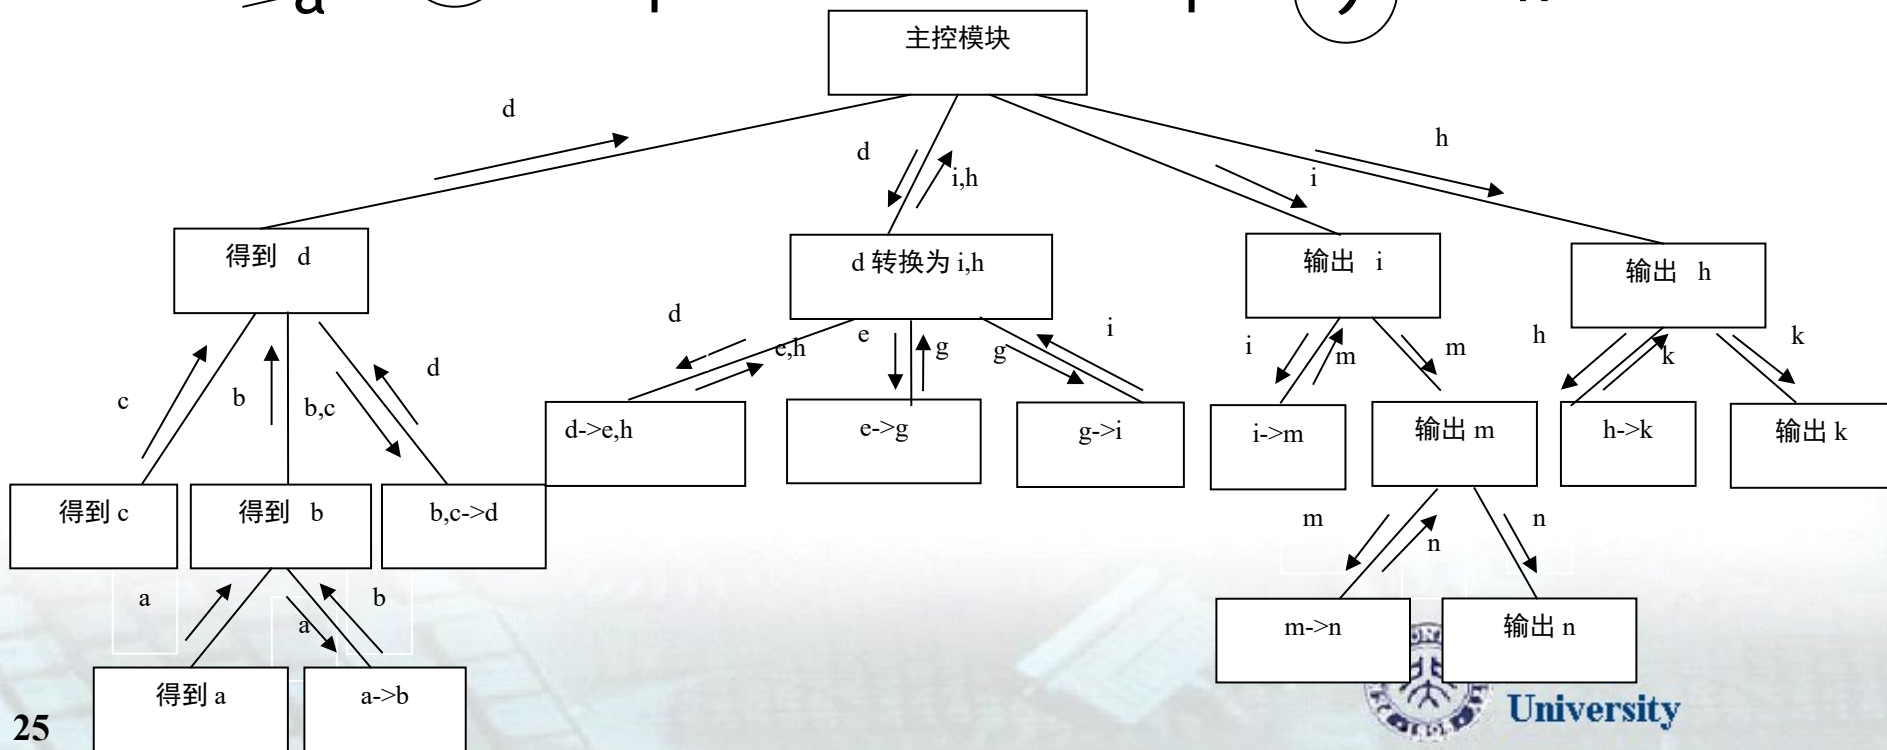 主控模块
d
d
i,h
i
h
得到 d
d 转换为 i,h
输出 i
输出 h
c
b
b,c
d
d
e,h
e
g
g
i
i
m
m
h
k
k
得到 c
得到 b
b,c->d
d->e,h
e->g
g->i
i->m
输出 m
h->k
输出 k
a
a
b
m
n
n
得到 a
a->b
m->n
输出 n
University
25